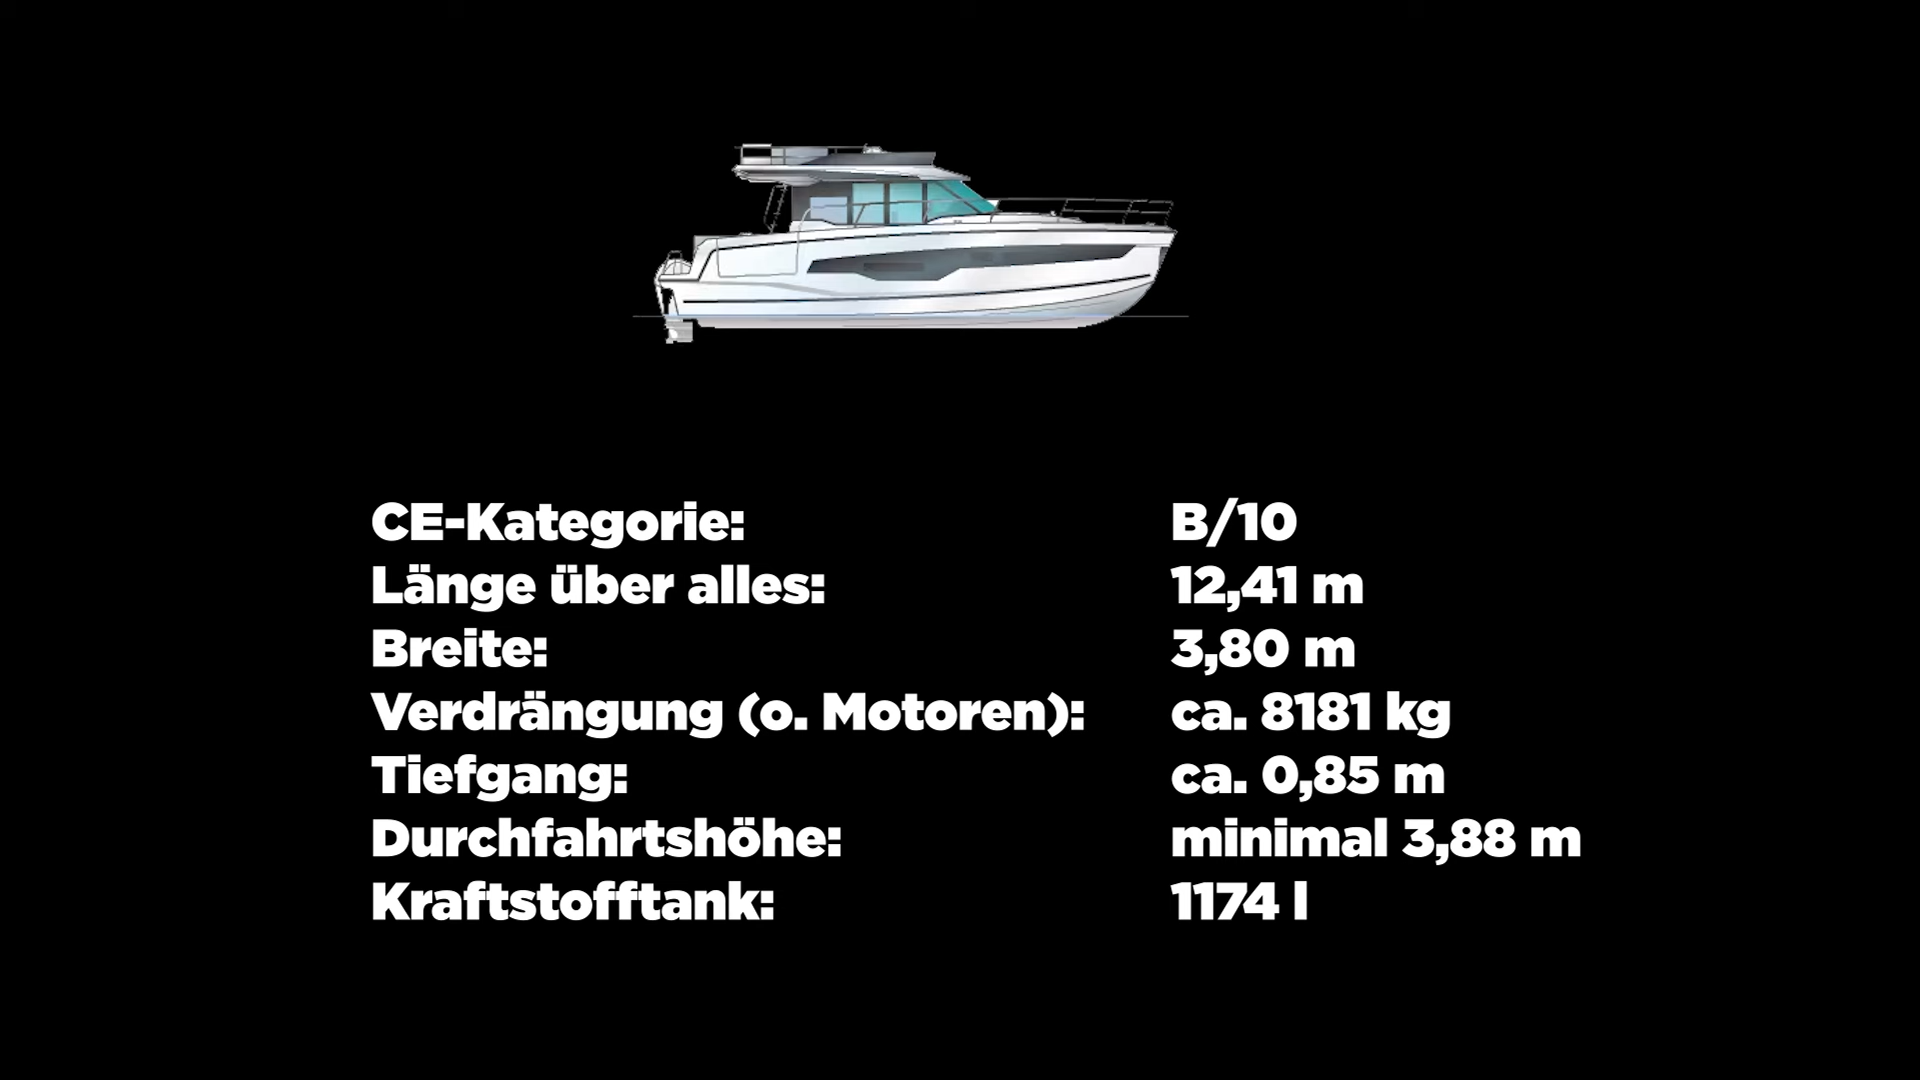 CE-Kategorie: B/10
Länge über alles: 12,41 m
Breite: 3,80 m
Verdrängung (o. Motoren): ca. 8181 kg
Tiefgang: ca. 0,85 m
Durchfahrtshöhe: minimal 3,88 m
Kraftstofftank: 1174 l